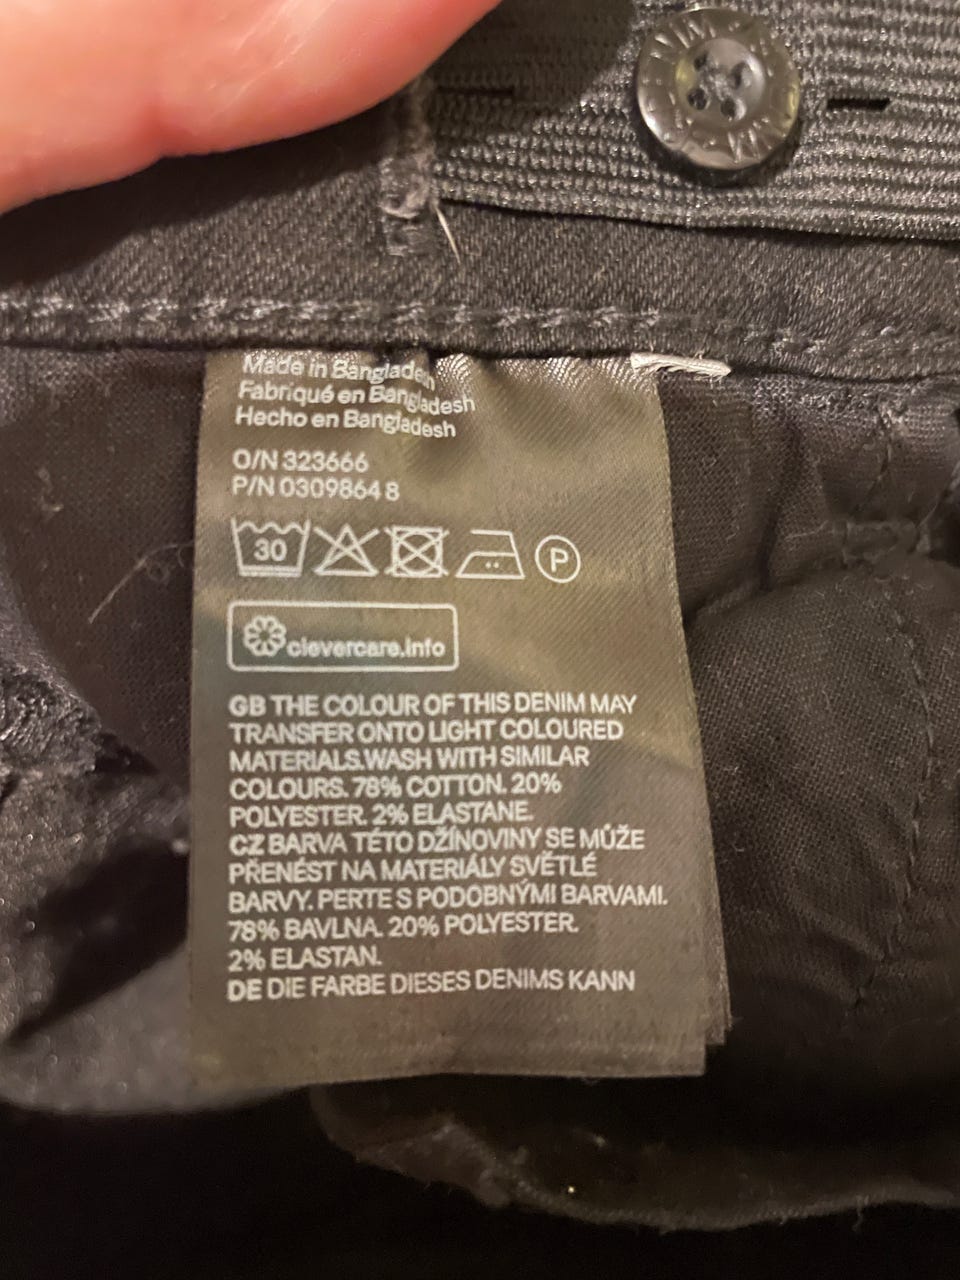 Made in Bangladesh
Fabriqué en Bangladesh
Hecho en Bangladesh
O/N 323666
P/N 0309864 8
30
P
clevercare.info
GB THE COLOUR OF THIS DENIM MAY
TRANSFER ONTO LIGHT COLOURED
MATERIALS.WASH WITH SIMILAR
COLOURS. 78% COTTON. 20%
POLYESTER. 2% ELASTANE.
CZ BARVA TÉTO DŽÍNOVINY SE MŮŽE
PŘENÉST NA MATERIÁLY SVĚTLÉ
BARVY. PERTE S PODOBNÝMI BARVAMI.
78% BAVLNA. 20% POLYESTER.
2% ELASTAN.
DE DIE FARBE DIESES DENIMS KANN